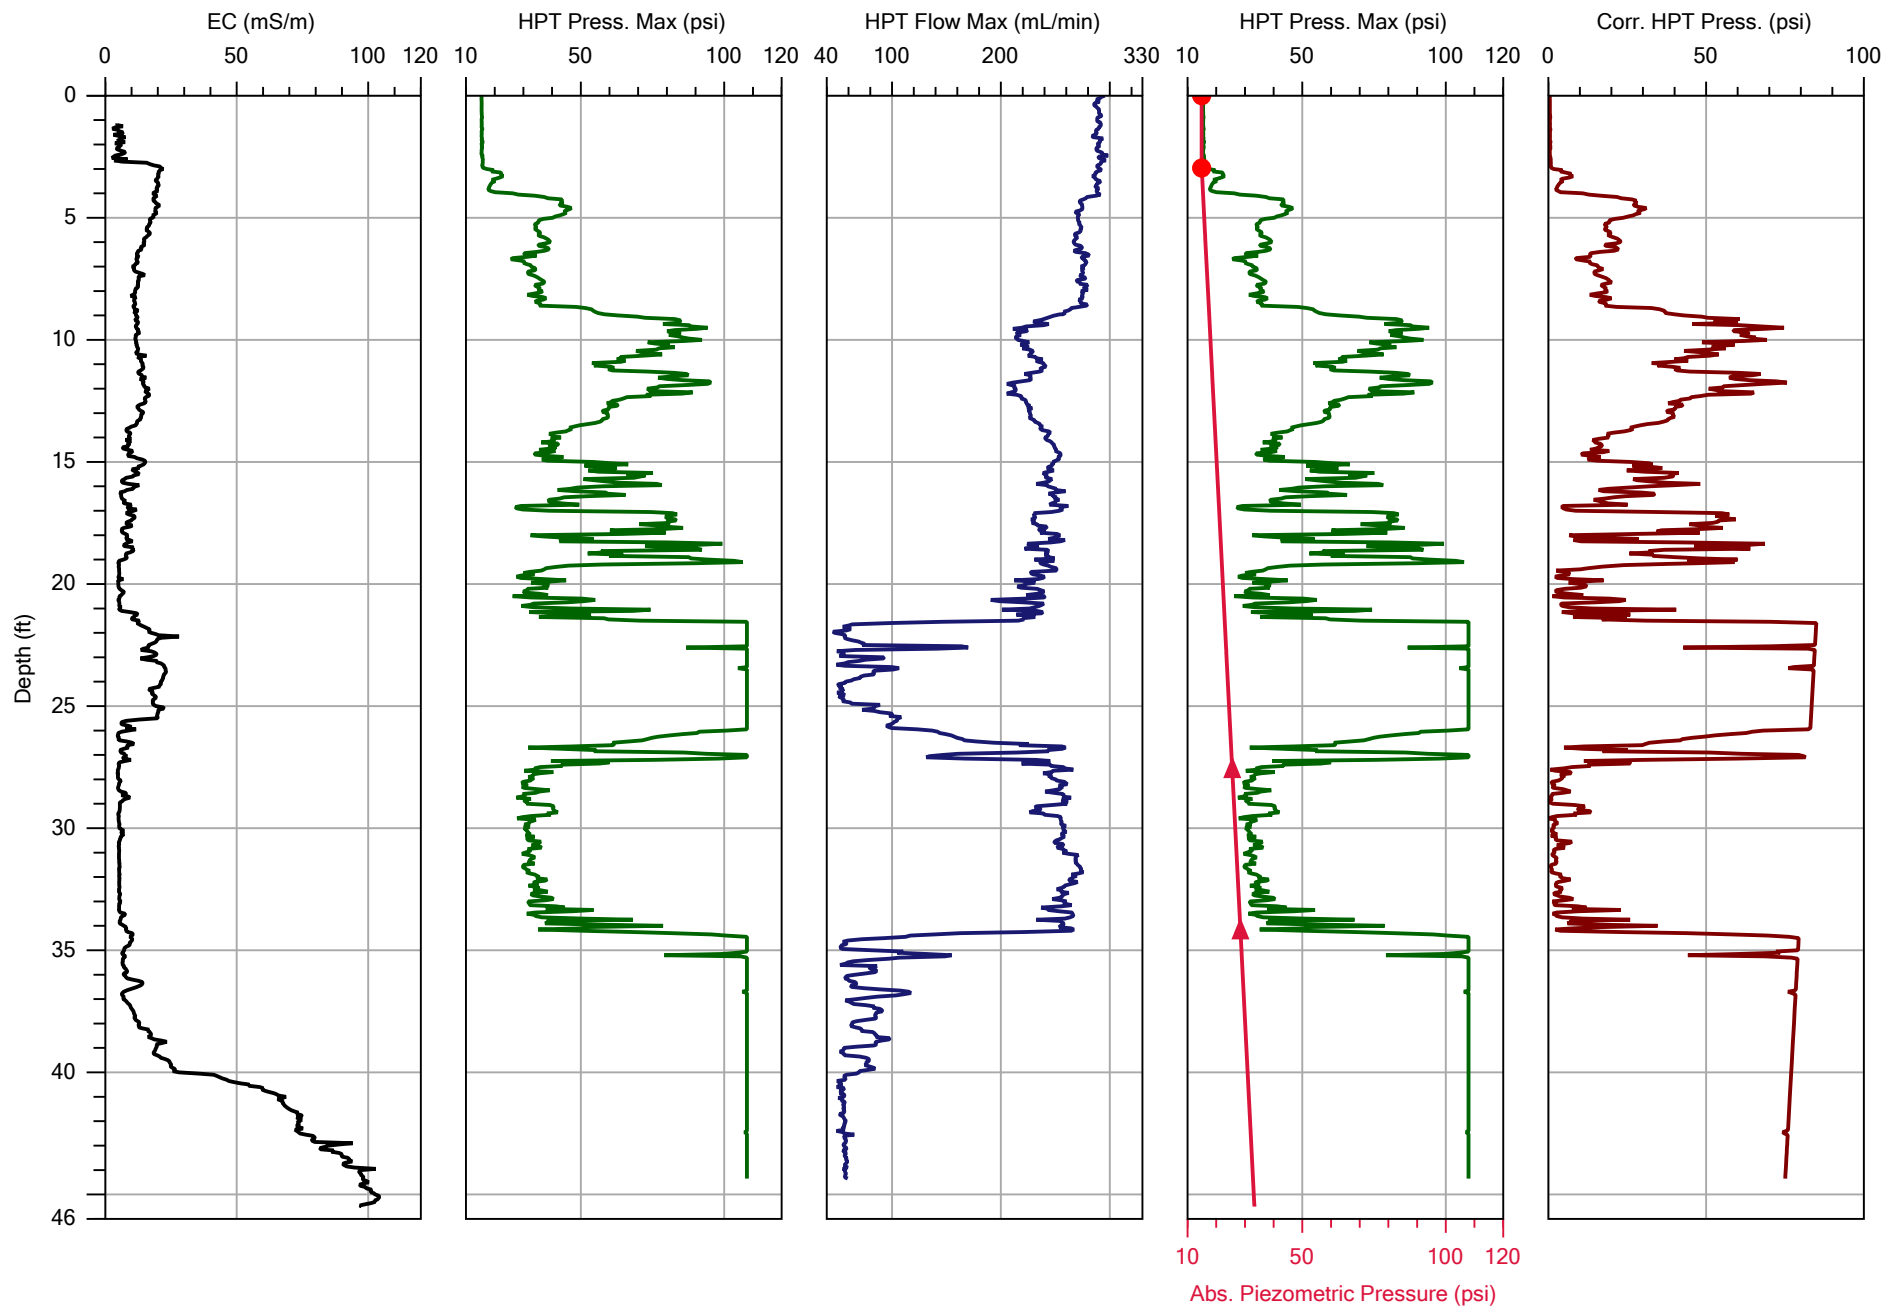 EC (mS/m)
HPT Press. Max (psi)
HPT Flow Max (mL/min)
HPT Press. Max (psi)
Corr. HPT Press. (psi)
0 50 100 120
10 50 100 120
40 100 200 330
10 50 100 120
0 50 100
0
5
10
15
20
25
30
35
40
46
Depth (ft)
10 50 100 120
Abs. Piezometric Pressure (psi)